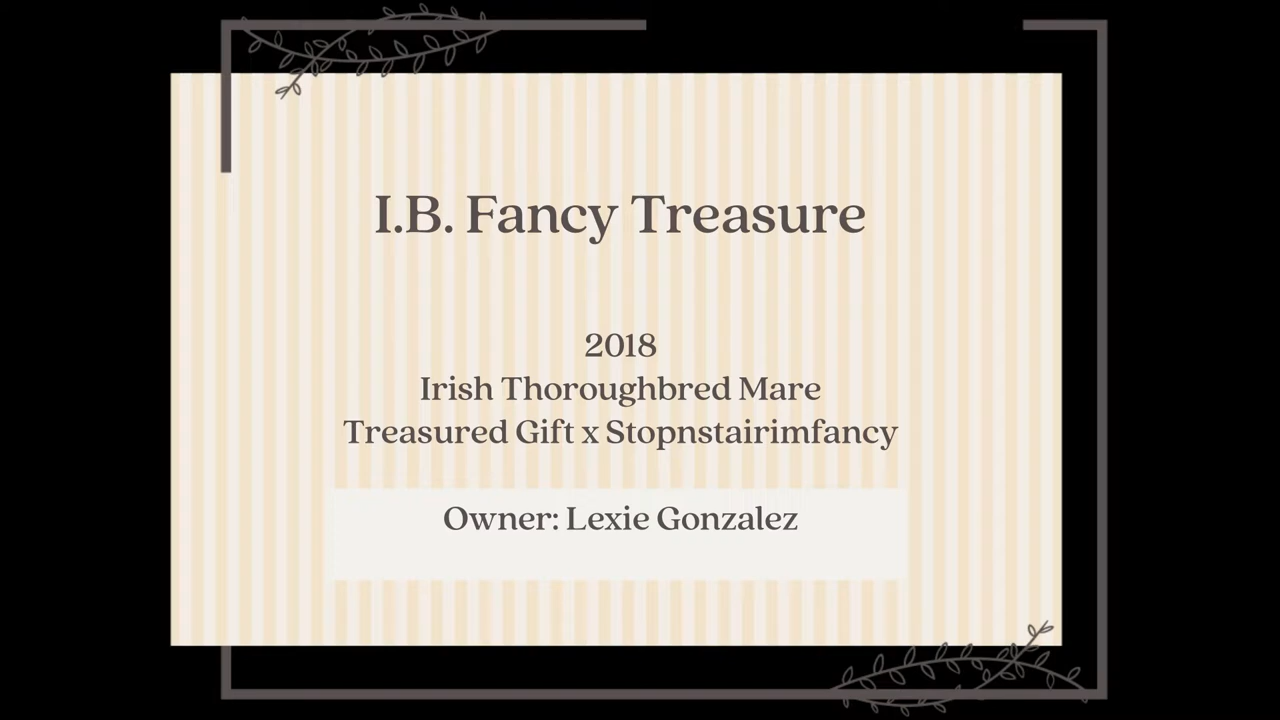 I.B. Fancy Treasure
2018
Irish Thoroughbred Mare
Treasured Gift x Stopnstairimfancy
Owner: Lexie Gonzalez